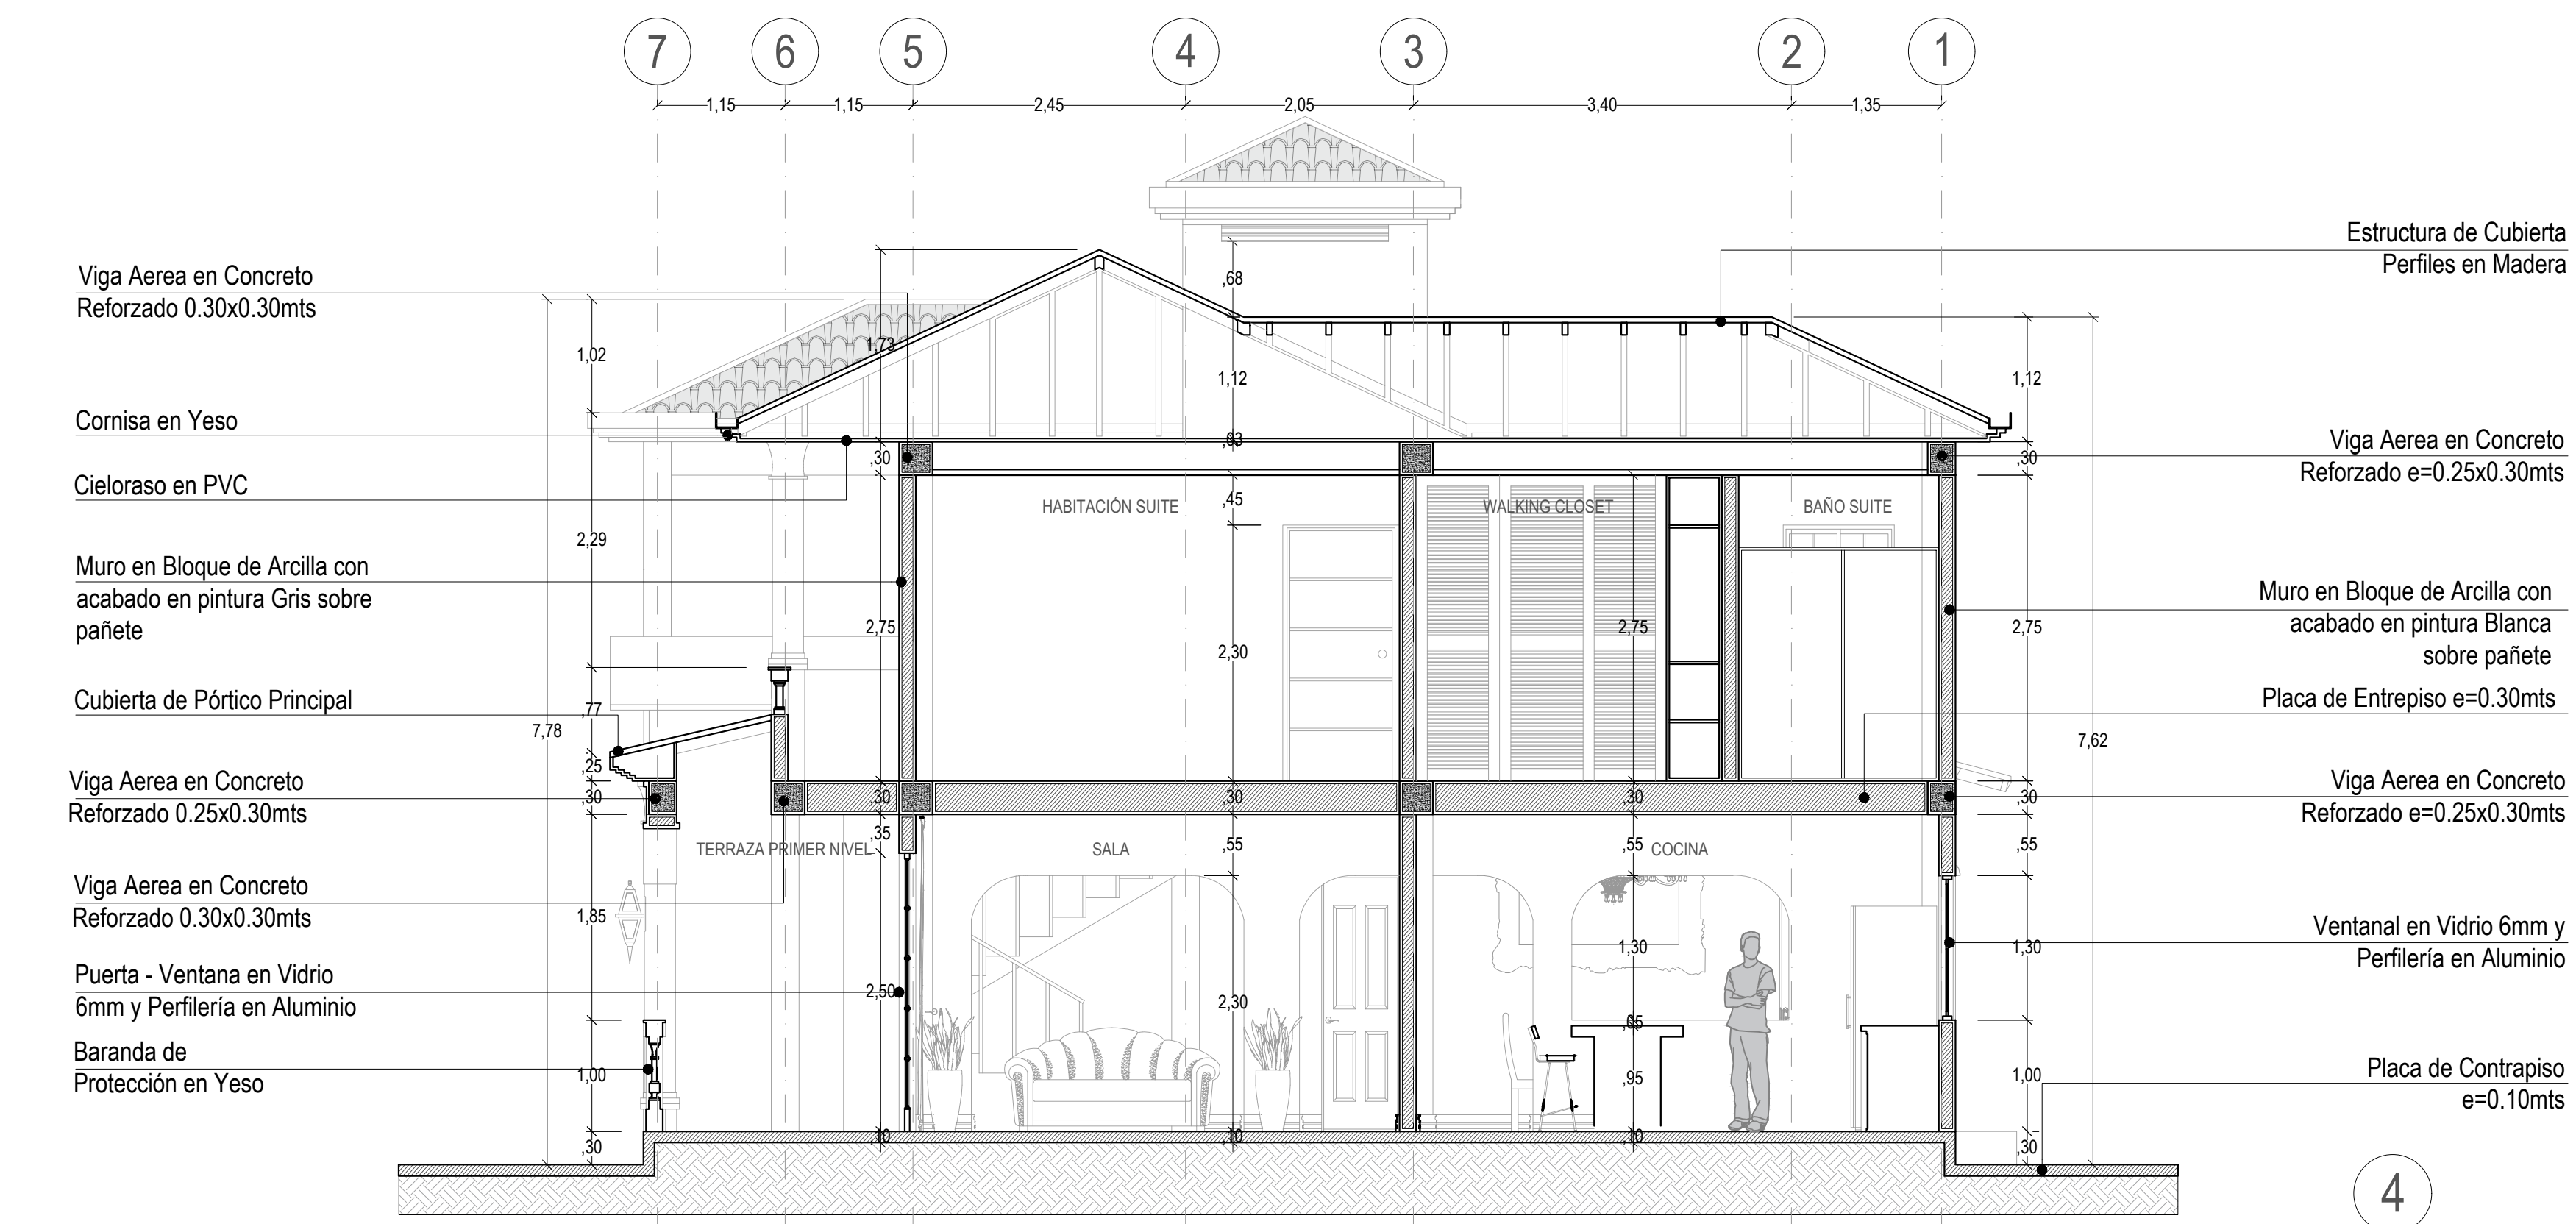 7 6 5 4 3 2 1
1,15 1,15 2,45 2,05 3,40 1,35
Viga Aerea en Concreto
Reforzado 0.30x0.30mts
Cornisa en Yeso
Cieloraso en PVC
Muro en Bloque de Arcilla con
acabado en pintura Gris sobre
pañete
Cubierta de Pórtico Principal
Viga Aerea en Concreto
Reforzado 0.25x0.30mts
Viga Aerea en Concreto
Reforzado 0.30x0.30mts
Puerta - Ventana en Vidrio
6mm y Perfilería en Aluminio
Baranda de
Protección en Yeso
7,78
1,02
2,29
,77
,25
,30
1,85
1,00
,30
1,73
,30
2,75
,30
,35
2,50
,10
,68
1,12
,03
,45
2,30
,30
,55
2,30
,10
2,75
,30
,55
1,30
,05
,95
,10
HABITACIÓN SUITE
WALKING CLOSET
BAÑO SUITE
TERRAZA PRIMER NIVEL
SALA
COCINA
1,12
,30
2,75
,30
,55
1,30
1,00
,30
7,62
Estructura de Cubierta
Perfiles en Madera
Viga Aerea en Concreto
Reforzado e=0.25x0.30mts
Muro en Bloque de Arcilla con
acabado en pintura Blanca
sobre pañete
Placa de Entrepiso e=0.30mts
Viga Aerea en Concreto
Reforzado e=0.25x0.30mts
Ventanal en Vidrio 6mm y
Perfilería en Aluminio
Placa de Contrapiso
e=0.10mts
4